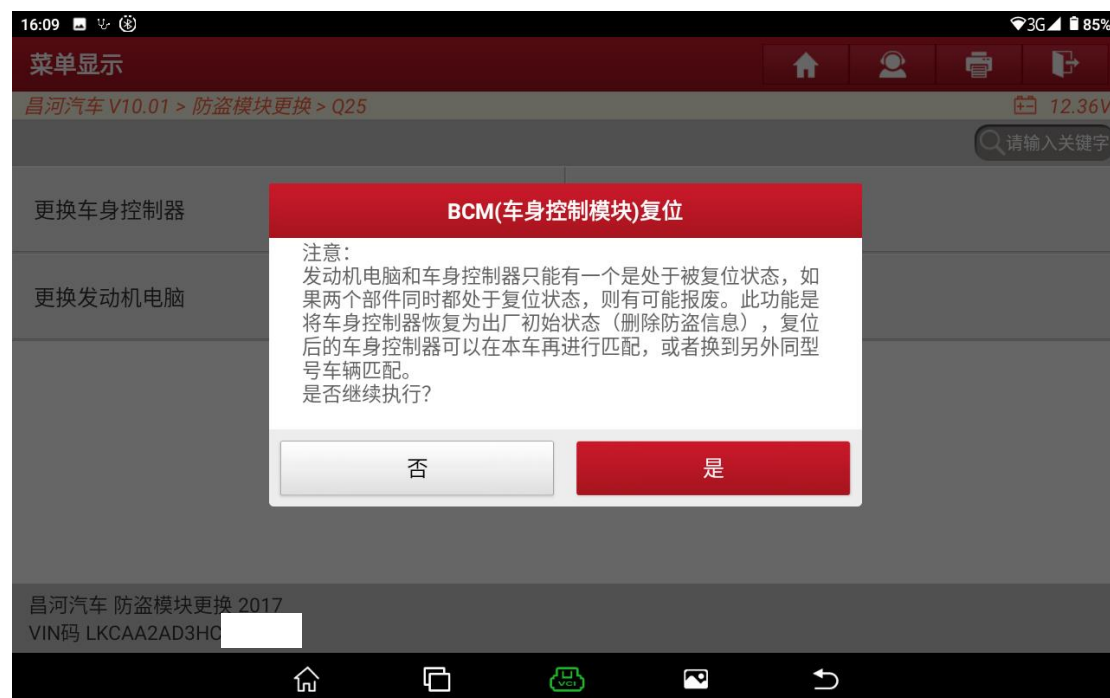 16:09
3G
85%
菜单显示
昌河汽车 V10.01 > 防盗模块更换 > Q25
12.36V
请输入关键字
更换车身控制器
更换发动机电脑
BCM(车身控制模块)复位
注意：
发动机电脑和车身控制器只能有一个是处于被复位状态，如
果两个部件同时都处于复位状态，则有可能报废。此功能是
将车身控制器恢复为出厂初始状态（删除防盗信息），复位
后的车身控制器可以在本车再进行匹配，或者换到另外同型
号车辆匹配。
是否继续执行？
否
是
昌河汽车 防盗模块更换 2017
VIN码 LKCAA2AD3HC
VCI